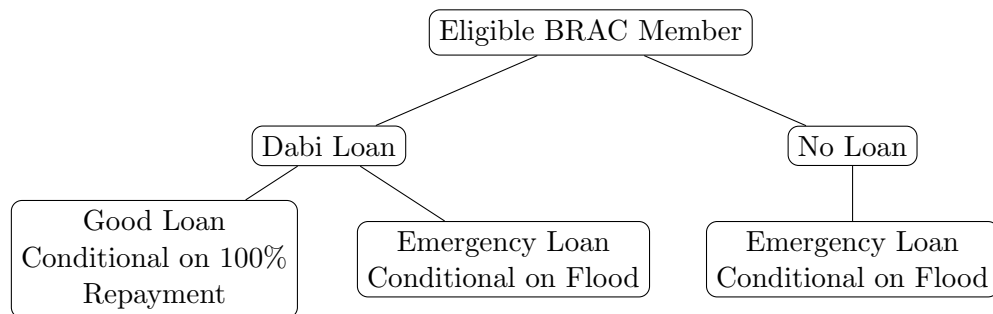 Eligible BRAC Member
Dabi Loan
No Loan
Good Loan
Conditional on 100%
Repayment
Emergency Loan
Conditional on Flood
Emergency Loan
Conditional on Flood